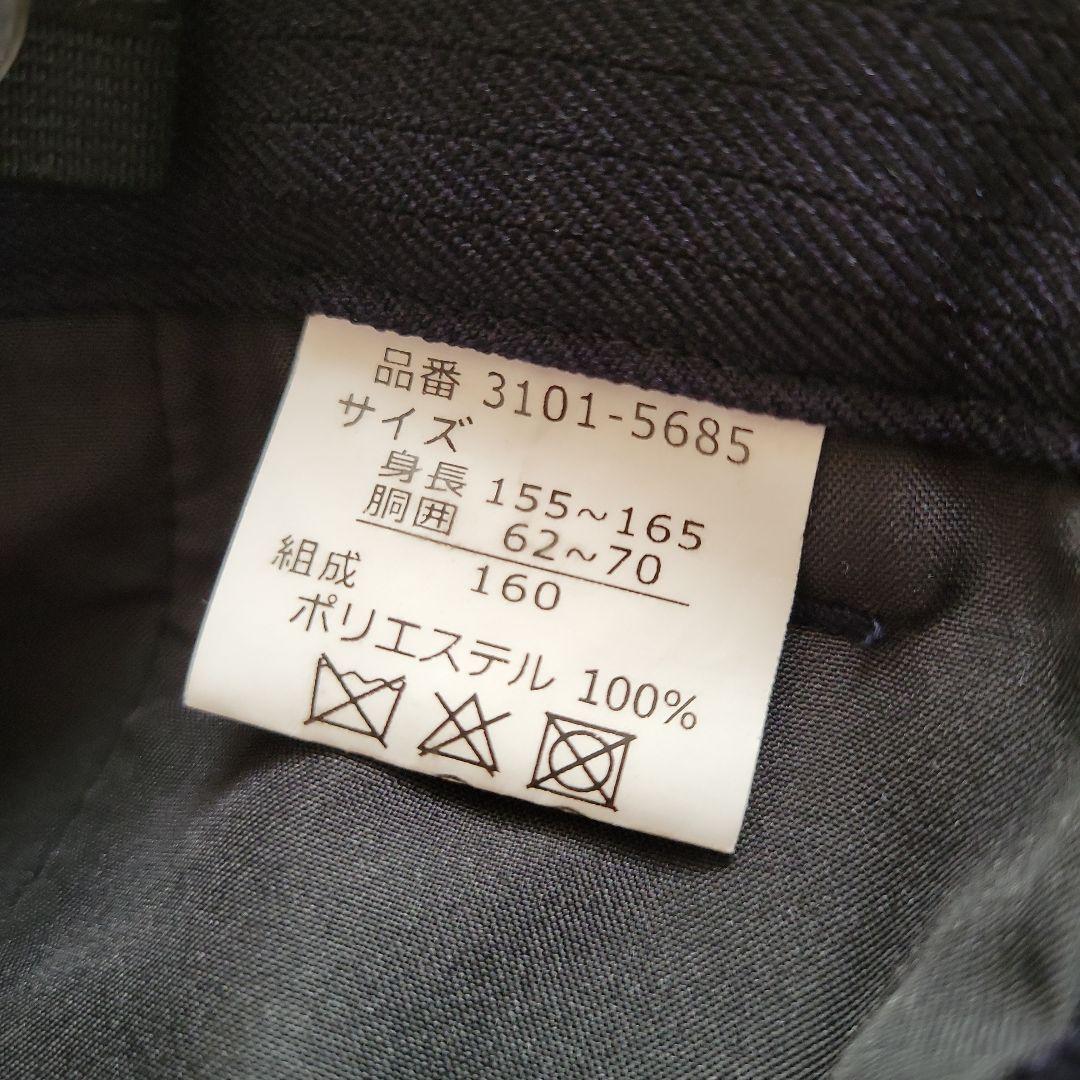 品番 3101-5685
サイズ
身長 155~165
胴囲 62~70
160
組成
ポリエステル 100%